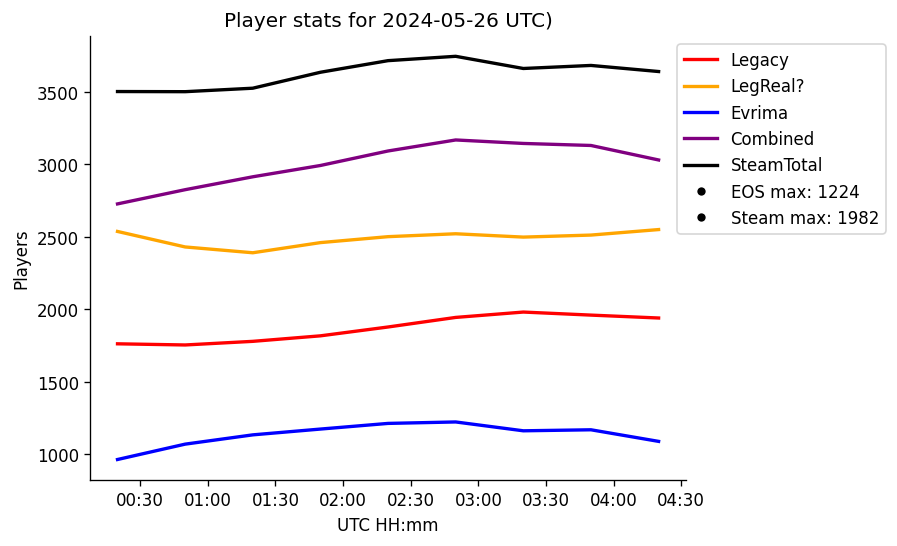 Player stats for 2024-05-26 UTC)
Players
3500
3000
2500
2000
1500
1000
00:30 01:00 01:30 02:00 02:30 03:00 03:30 04:00 04:30
UTC HH:mm
Legacy
LegReal?
Evrima
Combined
SteamTotal
EOS max: 1224
Steam max: 1982